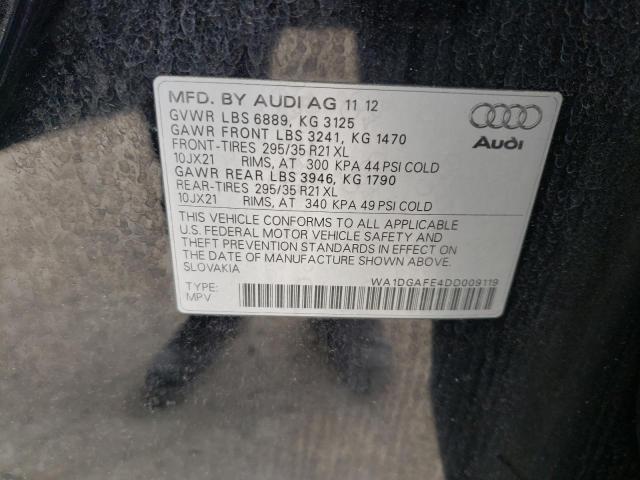 MFD. BY AUDI AG 11 12
GVWR LBS 6889, KG 3125
GAWR FRONT LBS 3241, KG 1470
FRONT-TIRES 295/35 R21 XL
10JX21 RIMS, AT 300 KPA 44 PSI COLD
GAWR REAR LBS 3946, KG 1790
REAR-TIRES 295/35 R21 XL
10JX21 RIMS, AT 340 KPA 49 PSI COLD
THIS VEHICLE CONFORMS TO ALL APPLICABLE
U.S. FEDERAL MOTOR VEHICLE SAFETY AND
THEFT PREVENTION STANDARDS IN EFFECT ON
THE DATE OF MANUFACTURE SHOWN ABOVE.
SLOVAKIA
WA1DGAFE4DD009119
TYPE:
MPV
Audi